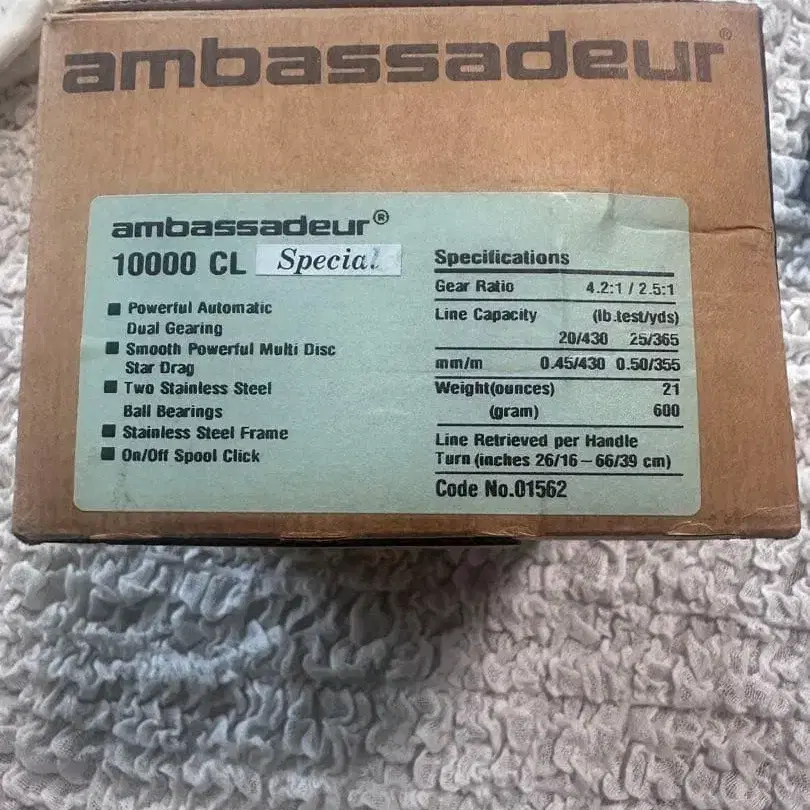 ambassadeur®
ambassadeur®
10000 CL Special
■ Powerful Automatic
Dual Gearing
■ Smooth Powerful Multi Disc
Star Drag
■ Two Stainless Steel
Ball Bearings
■ Stainless Steel Frame
■ On/Off Spool Click
Specifications
Gear Ratio 4.2:1 / 2.5:1
Line Capacity (lb.test/yds)
20/430 25/365
mm/m 0.45/430 0.50/355
Weight(ounces) 21
(gram) 600
Line Retrieved per Handle
Turn (inches 26/16 – 66/39 cm)
Code No.01562